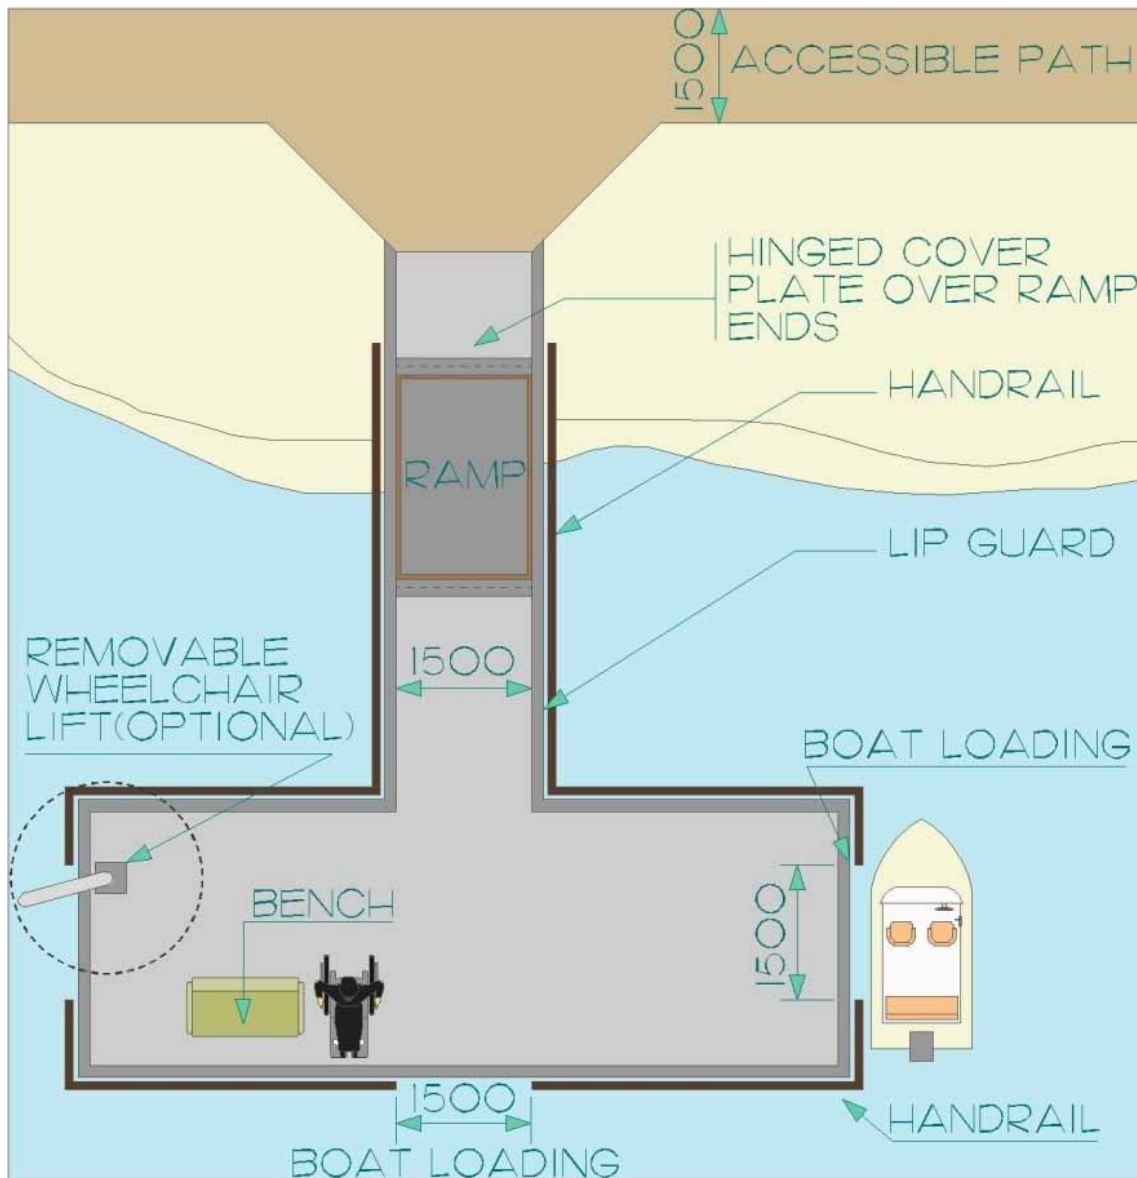 1500
ACCESSIBLE PATH
HINGED COVER
PLATE OVER RAMP
ENDS
HANDRAIL
RAMP
LIP GUARD
REMOVABLE
WHEELCHAIR
LIFT(OPTIONAL)
1500
BOAT LOADING
BENCH
1500
1500
BOAT LOADING
HANDRAIL